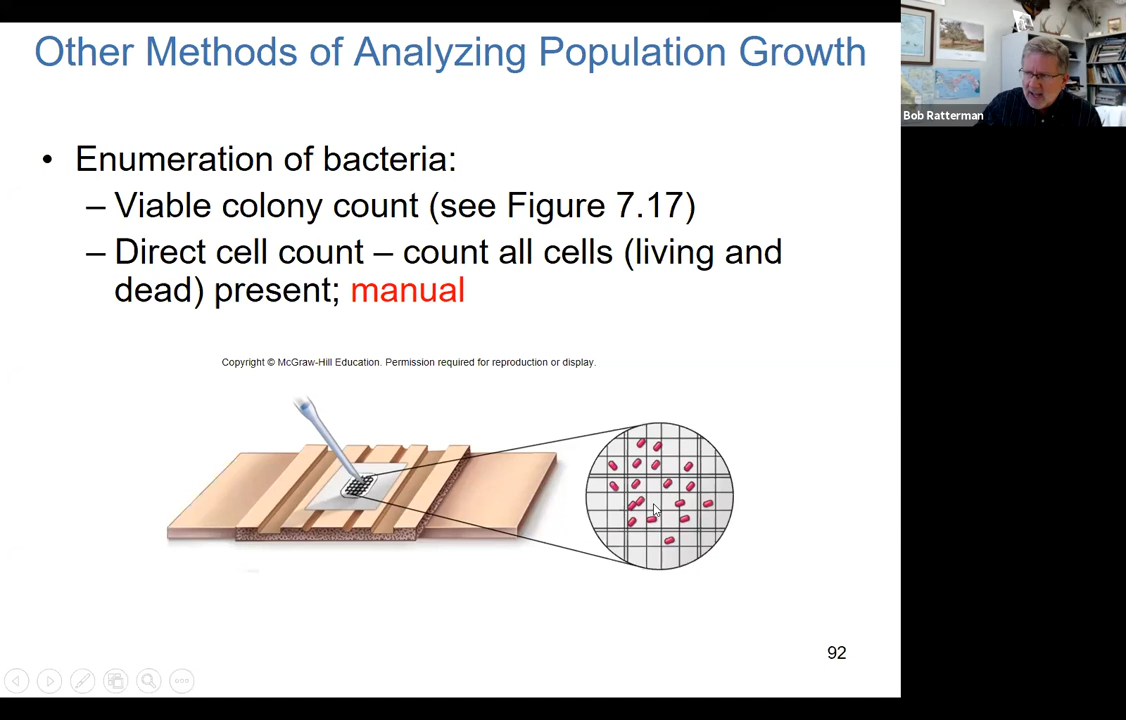 Other Methods of Analyzing Population Growth
Bob Ratterman
• Enumeration of bacteria:
– Viable colony count (see Figure 7.17)
– Direct cell count – count all cells (living and
dead) present; manual
Copyright © McGraw-Hill Education. Permission required for reproduction or display.
92